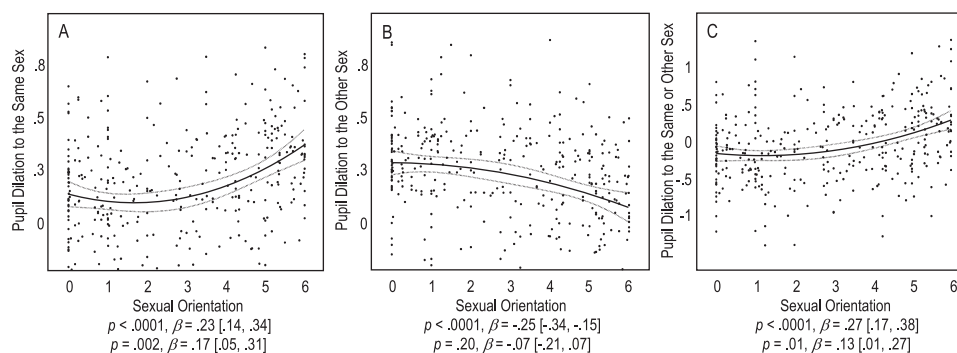 A
Pupil Dilation to the Same Sex
.8
.5
.3
0
0 1 2 3 4 5 6
Sexual Orientation
p < .0001, β = .23 [.14, .34]
p = .002, β = .17 [.05, .31]
B
Pupil Dilation to the Other Sex
.8
.5
.3
0
0 1 2 3 4 5 6
Sexual Orientation
p < .0001, β = -.25 [-.34, -.15]
p = .20, β = -.07 [-.21, .07]
C
Pupil Dilation to the Same or Other Sex
1
.5
0
-.5
-1
0 1 2 3 4 5 6
Sexual Orientation
p < .0001, β = .27 [.17, .38]
p = .01, β = .13 [.01, .27]